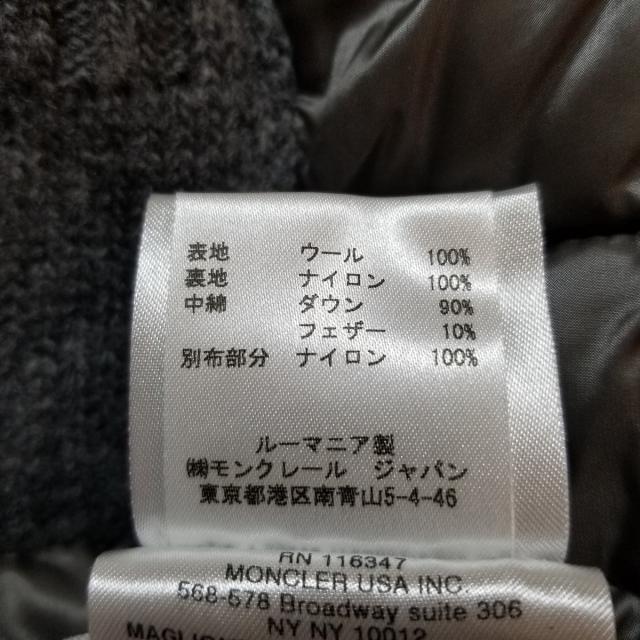 表地 ウール 100%
裏地 ナイロン 100%
中綿 ダウン 90%
フェザー 10%
別布部分 ナイロン 100%
ルーマニア製
㈱モンクレール ジャパン
東京都港区南青山5-4-46
RN 116347
MONCLER USA INC.
568-578 Broadway suite 306
NY NY 10012